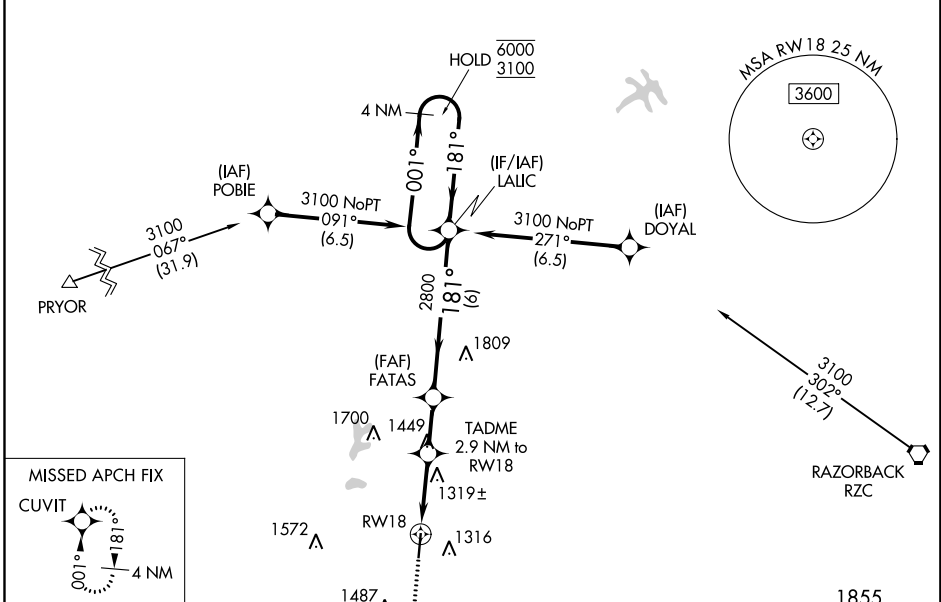 HOLD 6000
3100
4 NM
001°
181°
(IF/IAF)
LALIC
MSA RW18 25 NM
3600
(IAF)
POBIE
3100 NoPT
091°
(6.5)
3100 NoPT
271°
(6.5)
(IAF)
DOYAL
3100
067°
(31.9)
PRYOR
2800
181°
(6)
1809
(FAF)
FATAS
3100
302°
(12.7)
1700
1449
TADME
2.9 NM to
RW18
RAZORBACK
RZC
1319±
MISSED APCH FIX
CUVIT
001°
181°
4 NM
RW18
1572
1316
1487
1855